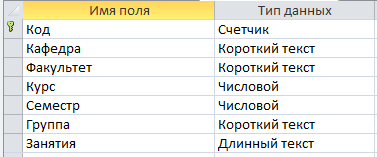 Имя поля Тип данных
Код Счетчик
Кафедра Короткий текст
Факультет Короткий текст
Курс Числовой
Семестр Числовой
Группа Короткий текст
Занятия Длинный текст